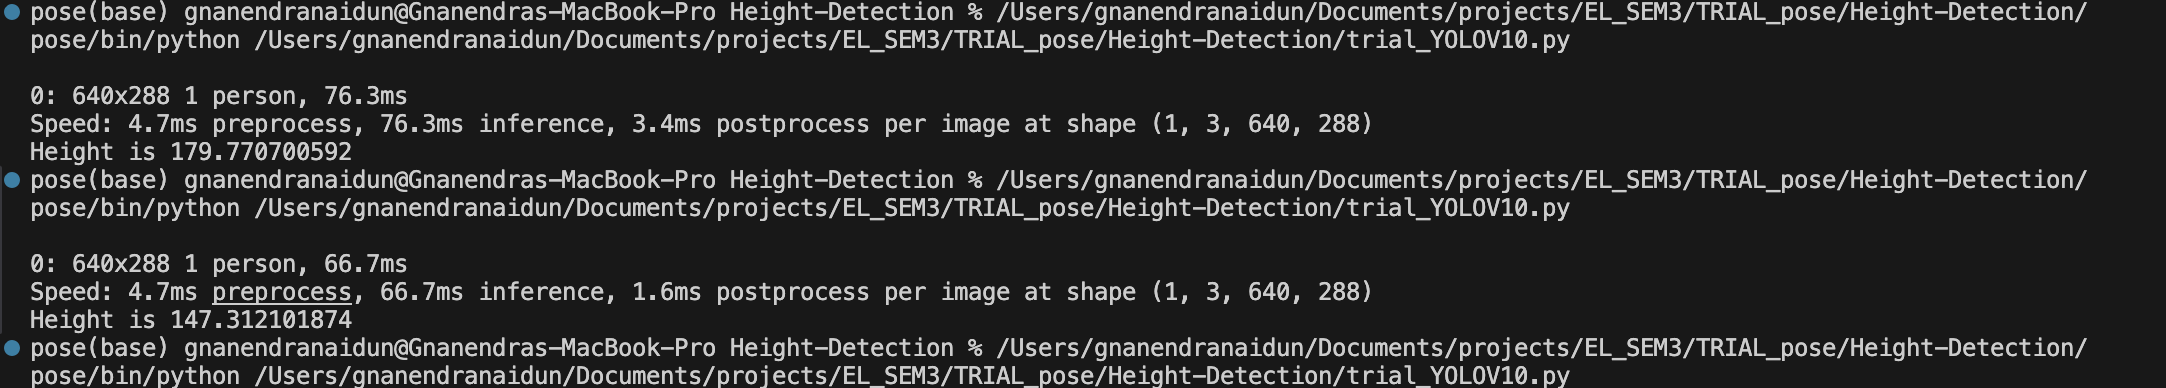 pose(base) gnanendranaidun@Gnanendras-MacBook-Pro Height-Detection % /Users/gnanendranaidun/Documents/projects/EL_SEM3/TRIAL_pose/Height-Detection/
pose/bin/python /Users/gnanendranaidun/Documents/projects/EL_SEM3/TRIAL_pose/Height-Detection/trial_YOLOV10.py
0: 640x288 1 person, 76.3ms
Speed: 4.7ms preprocess, 76.3ms inference, 3.4ms postprocess per image at shape (1, 3, 640, 288)
Height is 179.770700592
pose(base) gnanendranaidun@Gnanendras-MacBook-Pro Height-Detection % /Users/gnanendranaidun/Documents/projects/EL_SEM3/TRIAL_pose/Height-Detection/
pose/bin/python /Users/gnanendranaidun/Documents/projects/EL_SEM3/TRIAL_pose/Height-Detection/trial_YOLOV10.py
0: 640x288 1 person, 66.7ms
Speed: 4.7ms preprocess, 66.7ms inference, 1.6ms postprocess per image at shape (1, 3, 640, 288)
Height is 147.312101874
pose(base) gnanendranaidun@Gnanendras-MacBook-Pro Height-Detection % /Users/gnanendranaidun/Documents/projects/EL_SEM3/TRIAL_pose/Height-Detection/
pose/bin/python /Users/gnanendranaidun/Documents/projects/EL_SEM3/TRIAL_pose/Height-Detection/trial_YOLOV10.py